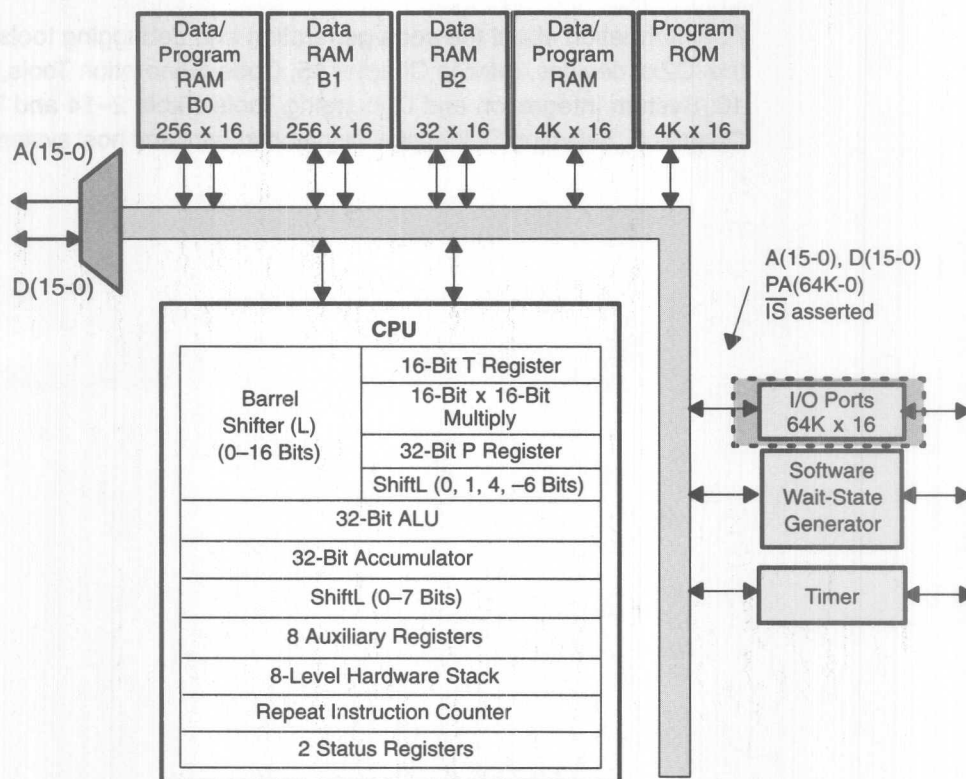 Data/
Program
RAM
B0
256 x 16
Data
RAM
B1
256 x 16
Data
RAM
B2
32 x 16
Data/
Program
RAM
4K x 16
Program
ROM
4K x 16
A(15-0)
D(15-0)
A(15-0), D(15-0)
PA(64K-0)
IS asserted
CPU
Barrel
Shifter (L)
(0–16 Bits)
16-Bit T Register
16-Bit x 16-Bit
Multiply
32-Bit P Register
ShiftL (0, 1, 4, –6 Bits)
32-Bit ALU
32-Bit Accumulator
ShiftL (0–7 Bits)
8 Auxiliary Registers
8-Level Hardware Stack
Repeat Instruction Counter
2 Status Registers
I/O Ports
64K x 16
Software
Wait-State
Generator
Timer